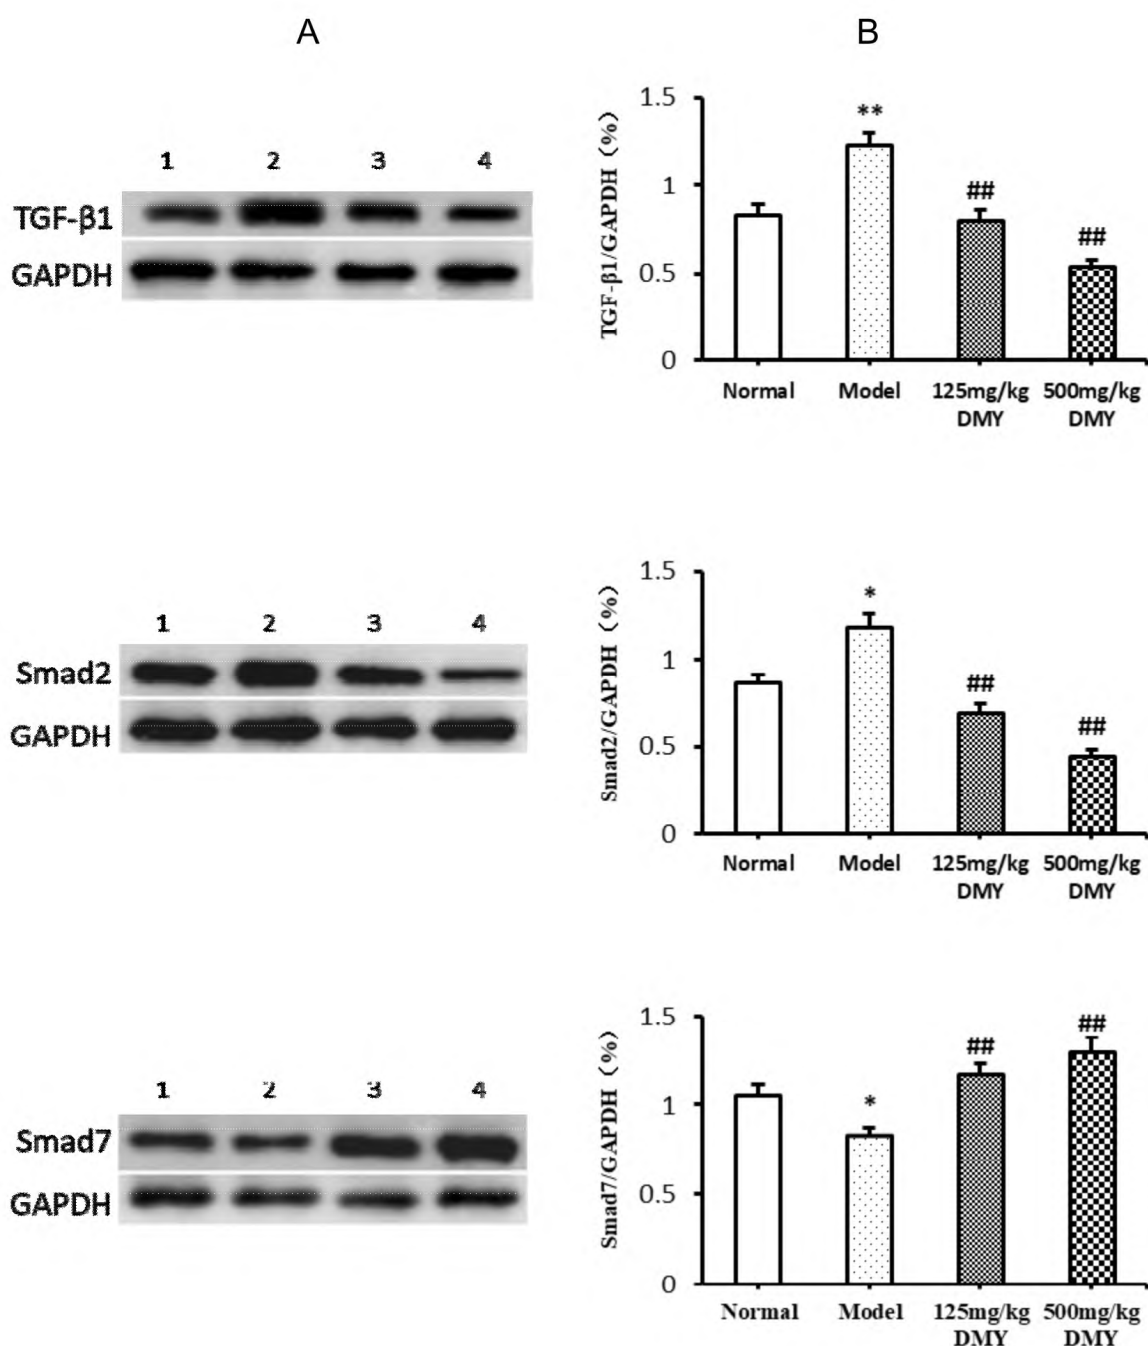 A
B
1 2 3 4
TGF-β1
GAPDH
TGF-β1/GAPDH（%）
1.5
1
0.5
0
**
##
##
Normal Model 125mg/kg 500mg/kg
DMY DMY
1 2 3 4
Smad2
GAPDH
Smad2/GAPDH（%）
1.5
1
0.5
0
*
##
##
Normal Model 125mg/kg 500mg/kg
DMY DMY
1 2 3 4
Smad7
GAPDH
Smad7/GAPDH（%）
1.5
1
0.5
0
*
##
##
Normal Model 125mg/kg 500mg/kg
DMY DMY